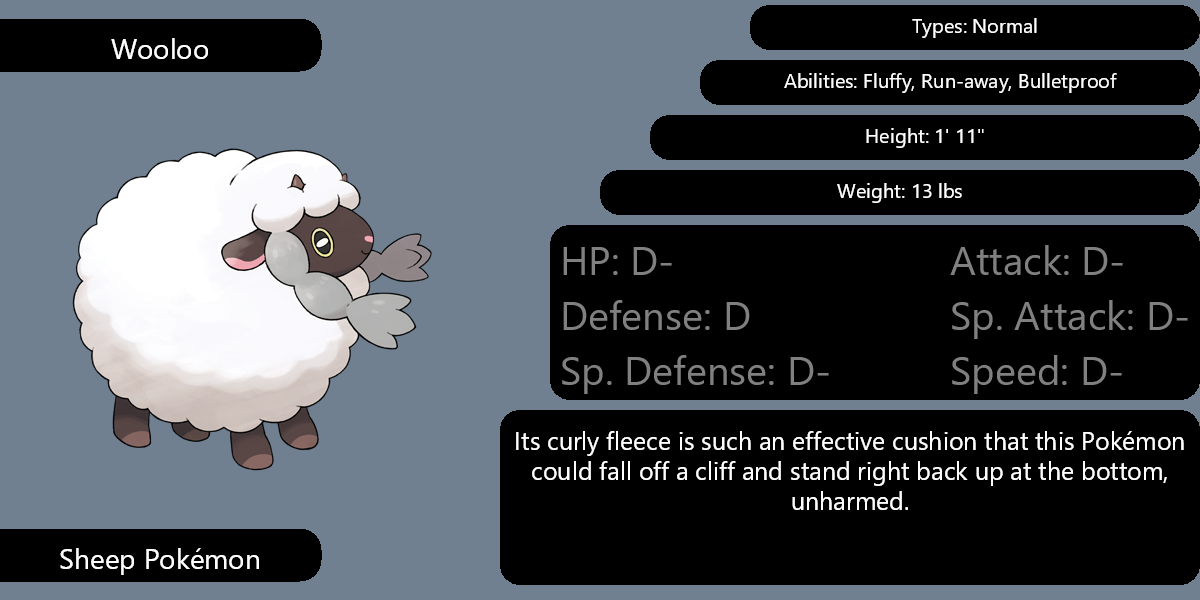 Wooloo
Types: Normal
Abilities: Fluffy, Run-away, Bulletproof
Height: 1' 11"
Weight: 13 lbs
HP: D-
Attack: D-
Defense: D
Sp. Attack: D-
Sp. Defense: D-
Speed: D-
Its curly fleece is such an effective cushion that this Pokémon
could fall off a cliff and stand right back up at the bottom,
unharmed.
Sheep Pokémon